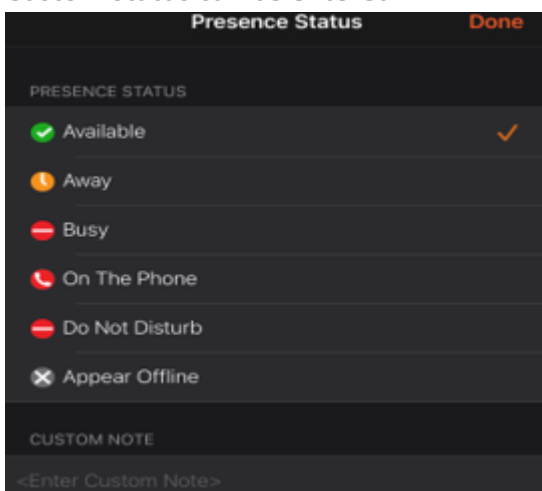 Presence Status
Done
PRESENCE STATUS
Available
Away
Busy
On The Phone
Do Not Disturb
Appear Offline
CUSTOM NOTE
<Enter Custom Note>